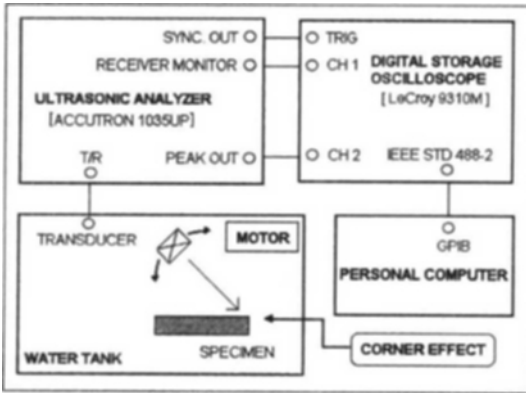 SYNC. OUT
RECEIVER MONITOR
ULTRASONIC ANALYZER
[ACCUTRON 1035UP]
T/R
PEAK OUT
TRIG
CH 1
DIGITAL STORAGE
OSCILLOSCOPE
[LeCroy 9310M]
CH 2
IEEE STD 488-2
TRANSDUCER
MOTOR
SPECIMEN
WATER TANK
GPIB
PERSONAL COMPUTER
CORNER EFFECT